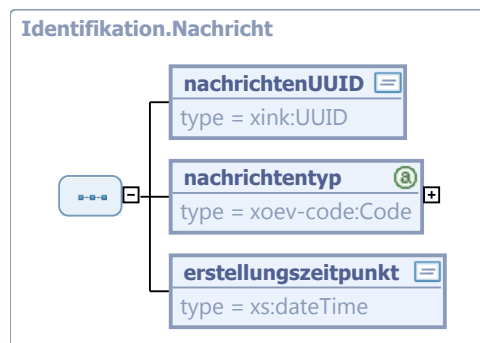 Identifikation.Nachricht
nachrichtenUUID
type = xink:UUID
nachrichtentyp
type = xoev-code:Code
erstellungszeitpunkt
type = xs:dateTime